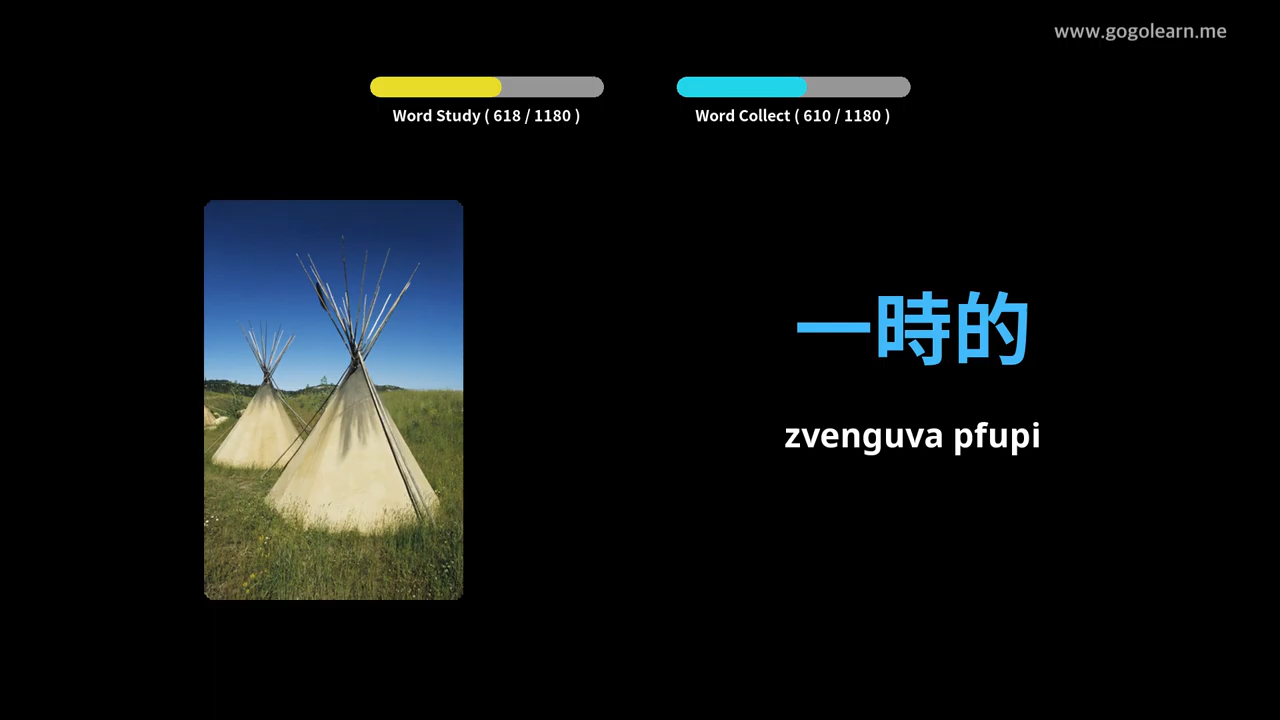 www.gogolearn.me
Word Study ( 618 / 1180 )
Word Collect ( 610 / 1180 )
一時的
zvenguva pfupi